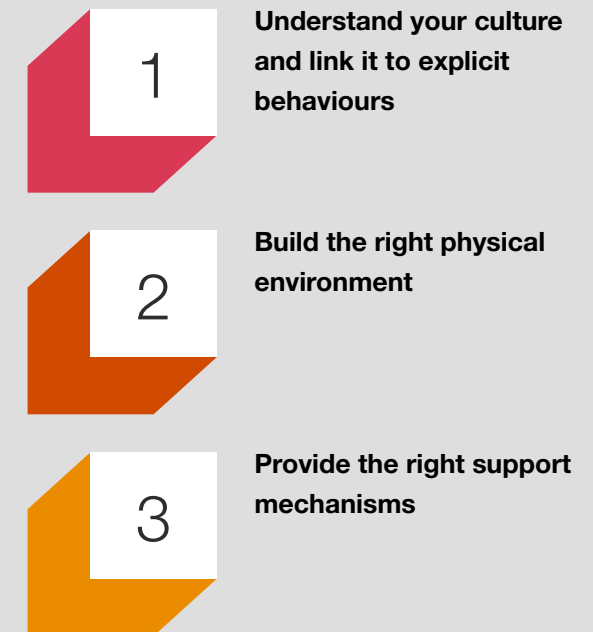 1
Understand your culture
and link it to explicit
behaviours
2
Build the right physical
environment
3
Provide the right support
mechanisms